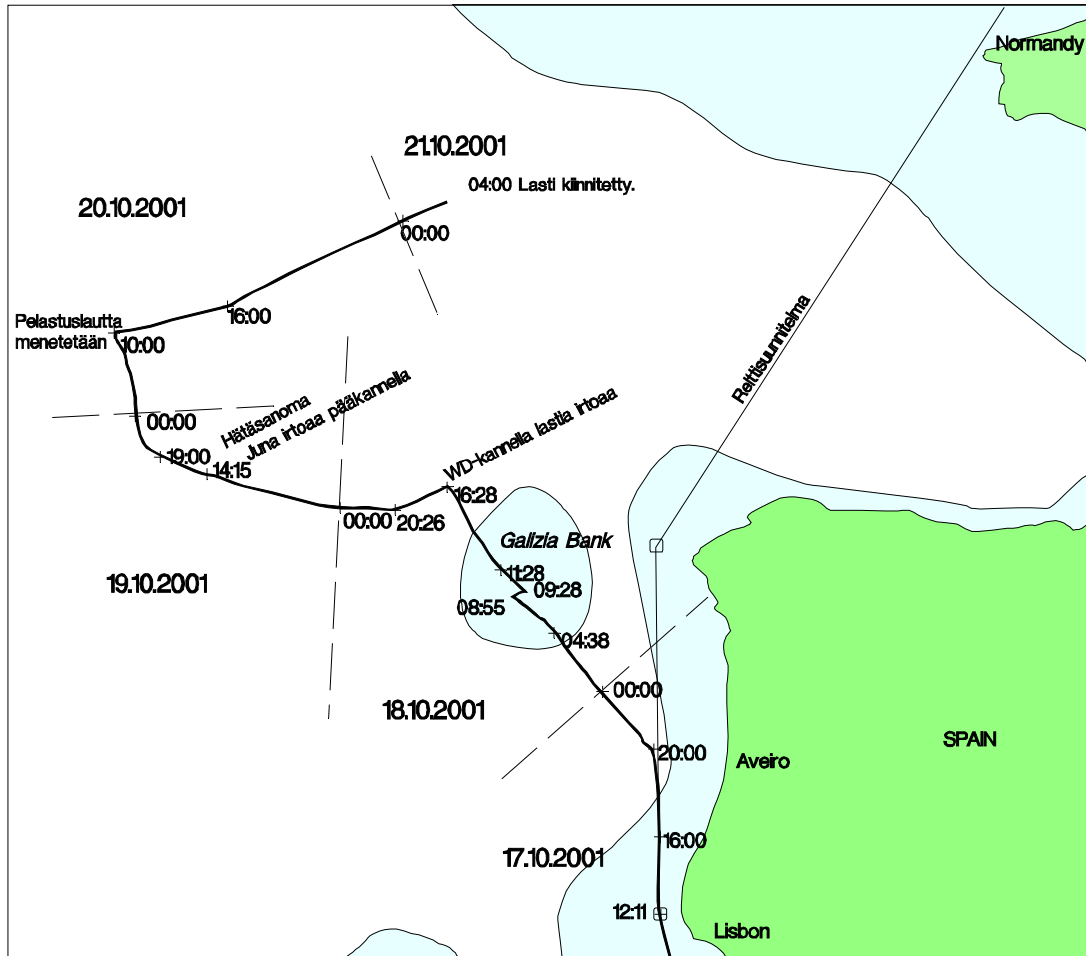 Normandy
21.10.2001
04:00 Lasti kiinnitetty.
20.10.2001
00:00
16:00
Pelastuslautta
menetetään
10:00
Reittisuunnitelma
00:00
Hätäsanoma
Juna irtoaa pääkannella
WD-kannella lastia irtoaa
19:00
14:15
16:28
00:00
20:26
Galizia Bank
11:28
09:28
08:55
19.10.2001
04:38
00:00
18.10.2001
20:00
SPAIN
Aveiro
16:00
17.10.2001
12:11
Lisbon